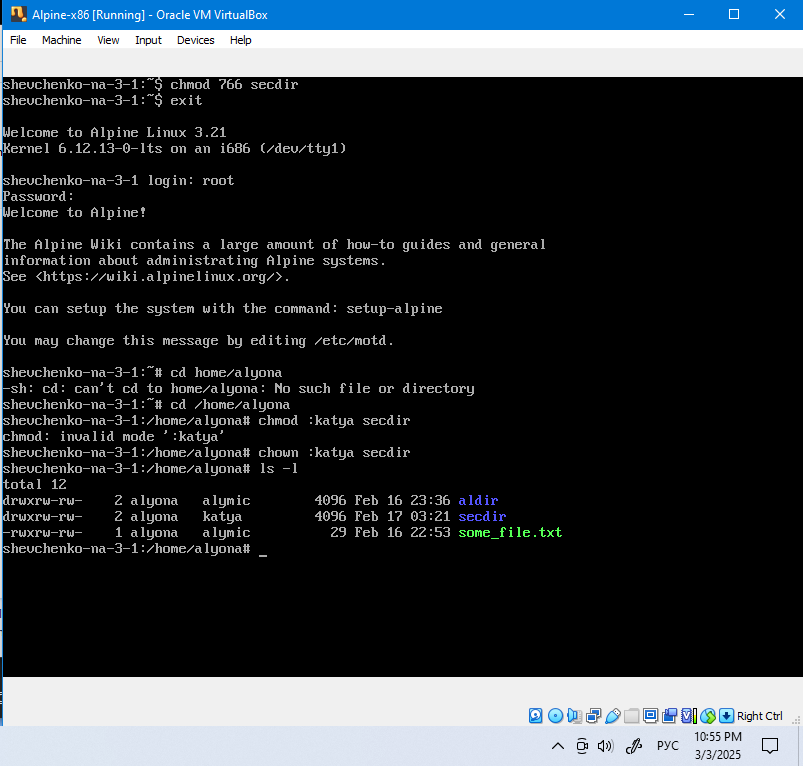 Alpine-x86 [Running] - Oracle VM VirtualBox
File Machine View Input Devices Help
shevchenko-na-3-1:~$ chmod 766 secdir
shevchenko-na-3-1:~$ exit
Welcome to Alpine Linux 3.21
Kernel 6.12.13-0-lts on an i686 (/dev/tty1)
shevchenko-na-3-1 login: root
Password:
Welcome to Alpine!
The Alpine Wiki contains a large amount of how-to guides and general
information about administrating Alpine systems.
See <https://wiki.alpinelinux.org/>.
You can setup the system with the command: setup-alpine
You may change this message by editing /etc/motd.
shevchenko-na-3-1:~# cd home/alyona
-sh: cd: can't cd to home/alyona: No such file or directory
shevchenko-na-3-1:~# cd /home/alyona
shevchenko-na-3-1:/home/alyona# chmod :katya secdir
chmod: invalid mode ':katya'
shevchenko-na-3-1:/home/alyona# chown :katya secdir
shevchenko-na-3-1:/home/alyona# ls -l
total 12
drwxrw-rw- 2 alyona alymic 4096 Feb 16 23:36 aldir
drwxrw-rw- 2 alyona katya 4096 Feb 17 03:21 secdir
-rwxrw-rw- 1 alyona alymic 29 Feb 16 22:53 some_file.txt
shevchenko-na-3-1:/home/alyona# _
Right Ctrl
РУС
10:55 PM
3/3/2025